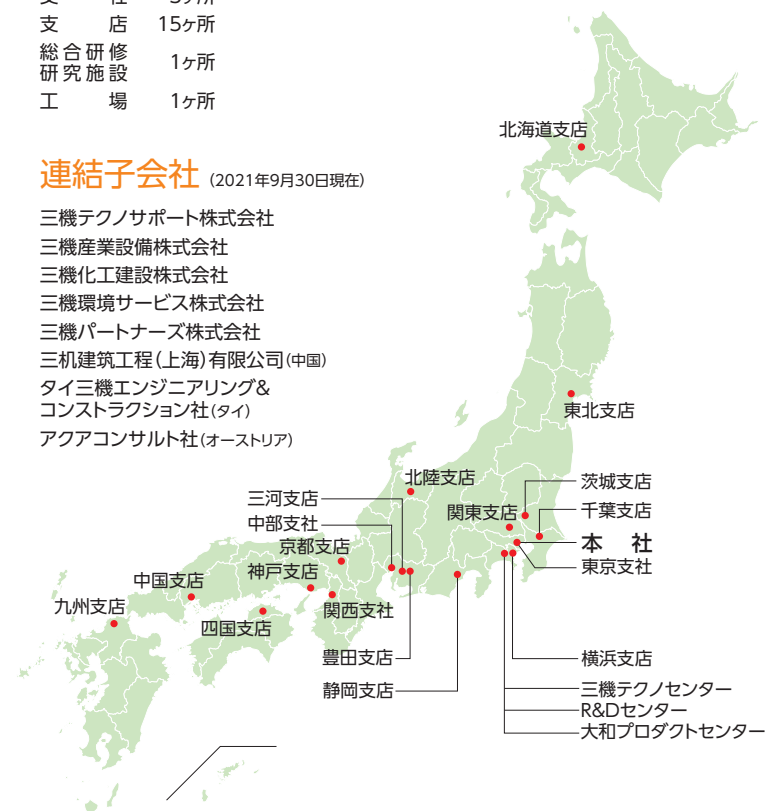 支　店 15ヶ所
総合研修
研究施設 1ヶ所
工　場 1ヶ所
連結子会社 (2021年9月30日現在)
三機テクノサポート株式会社
三機産業設備株式会社
三機化工建設株式会社
三機環境サービス株式会社
三機パートナーズ株式会社
三机建筑工程(上海)有限公司(中国)
タイ三機エンジニアリング&
コンストラクション社(タイ)
アクアコンサルト社(オーストリア)
北海道支店
東北支店
北陸支店
茨城支店
三河支店
関東支店
千葉支店
中部支社
本　社
京都支店
東京支社
神戸支店
中国支店
九州支店
関西支社
四国支店
豊田支店
横浜支店
静岡支店
三機テクノセンター
R&Dセンター
大和プロダクトセンター